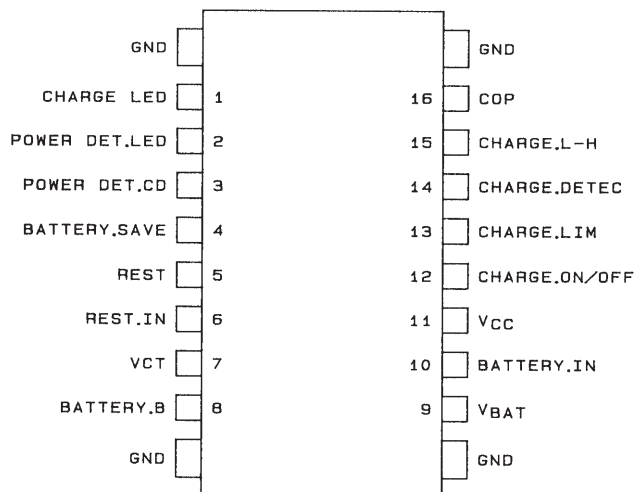 GND GND
CHARGE LED 1 16 COP
POWER DET.LED 2 15 CHARGE.L-H
POWER DET.CD 3 14 CHARGE.DETEC
BATTERY.SAVE 4 13 CHARGE.LIM
REST 5 12 CHARGE.ON/OFF
REST.IN 6 11 VCC
VCT 7 10 BATTERY.IN
BATTERY.B 8 9 VBAT
GND GND